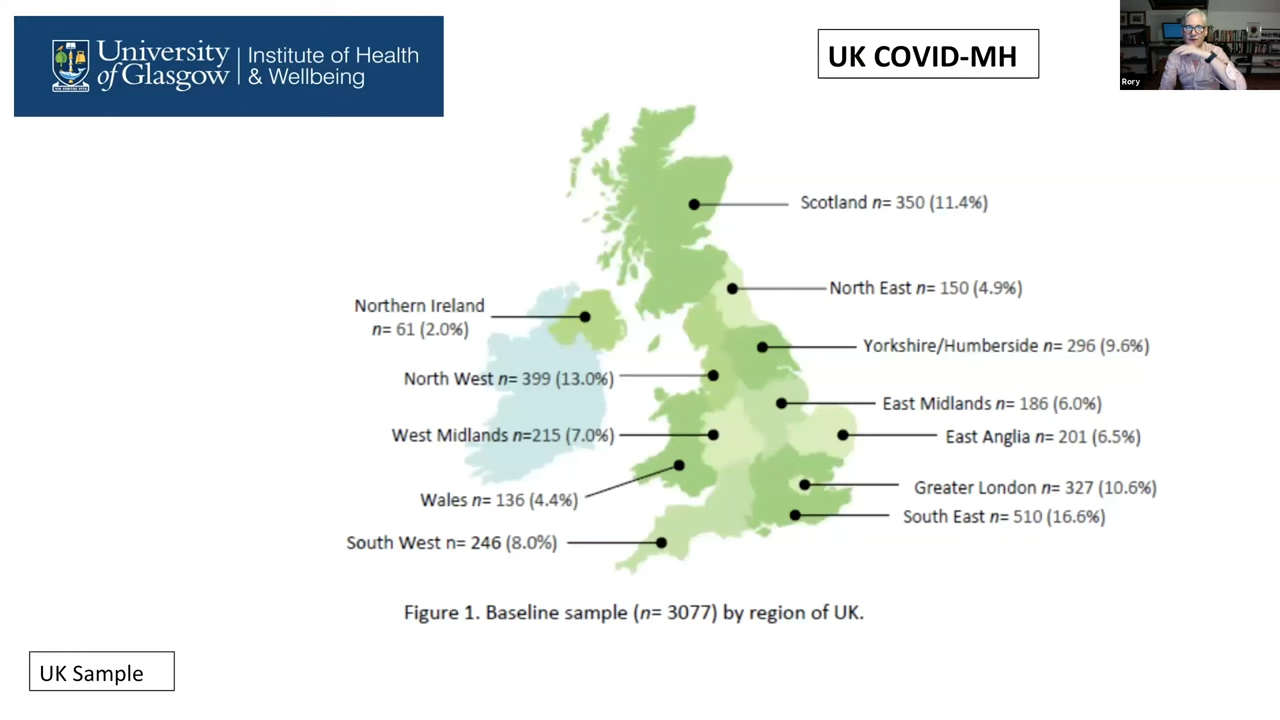 University
of Glasgow
Institute of Health
& Wellbeing
UK COVID-MH
Rory
Scotland n= 350 (11.4%)
North East n= 150 (4.9%)
Northern Ireland
n= 61 (2.0%)
Yorkshire/Humberside n= 296 (9.6%)
North West n= 399 (13.0%)
East Midlands n= 186 (6.0%)
West Midlands n=215 (7.0%)
East Anglia n= 201 (6.5%)
Wales n= 136 (4.4%)
Greater London n= 327 (10.6%)
South East n= 510 (16.6%)
South West n= 246 (8.0%)
Figure 1. Baseline sample (n= 3077) by region of UK.
UK Sample